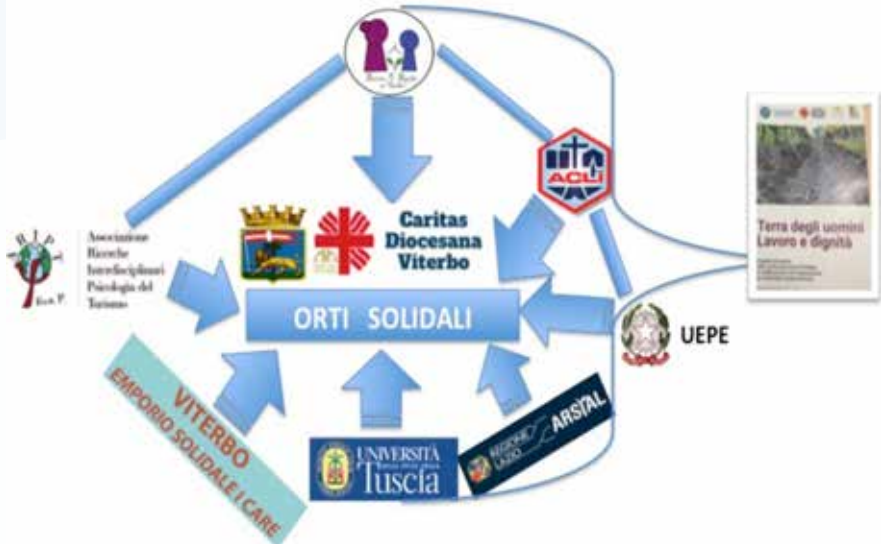 ACLI
Caritas
Diocesana
Viterbo
Associazione
Ricerche
Interdisciplinari
Psicologia del
Turismo
ORTI SOLIDALI
UEPE
Terra degli uomini
Lavoro e dignità
VITERBO
EMPORIO SOLIDALE I CARE
UNIVERSITÀ
Tuscia
REGIONE
LAZIO
ARSIAL